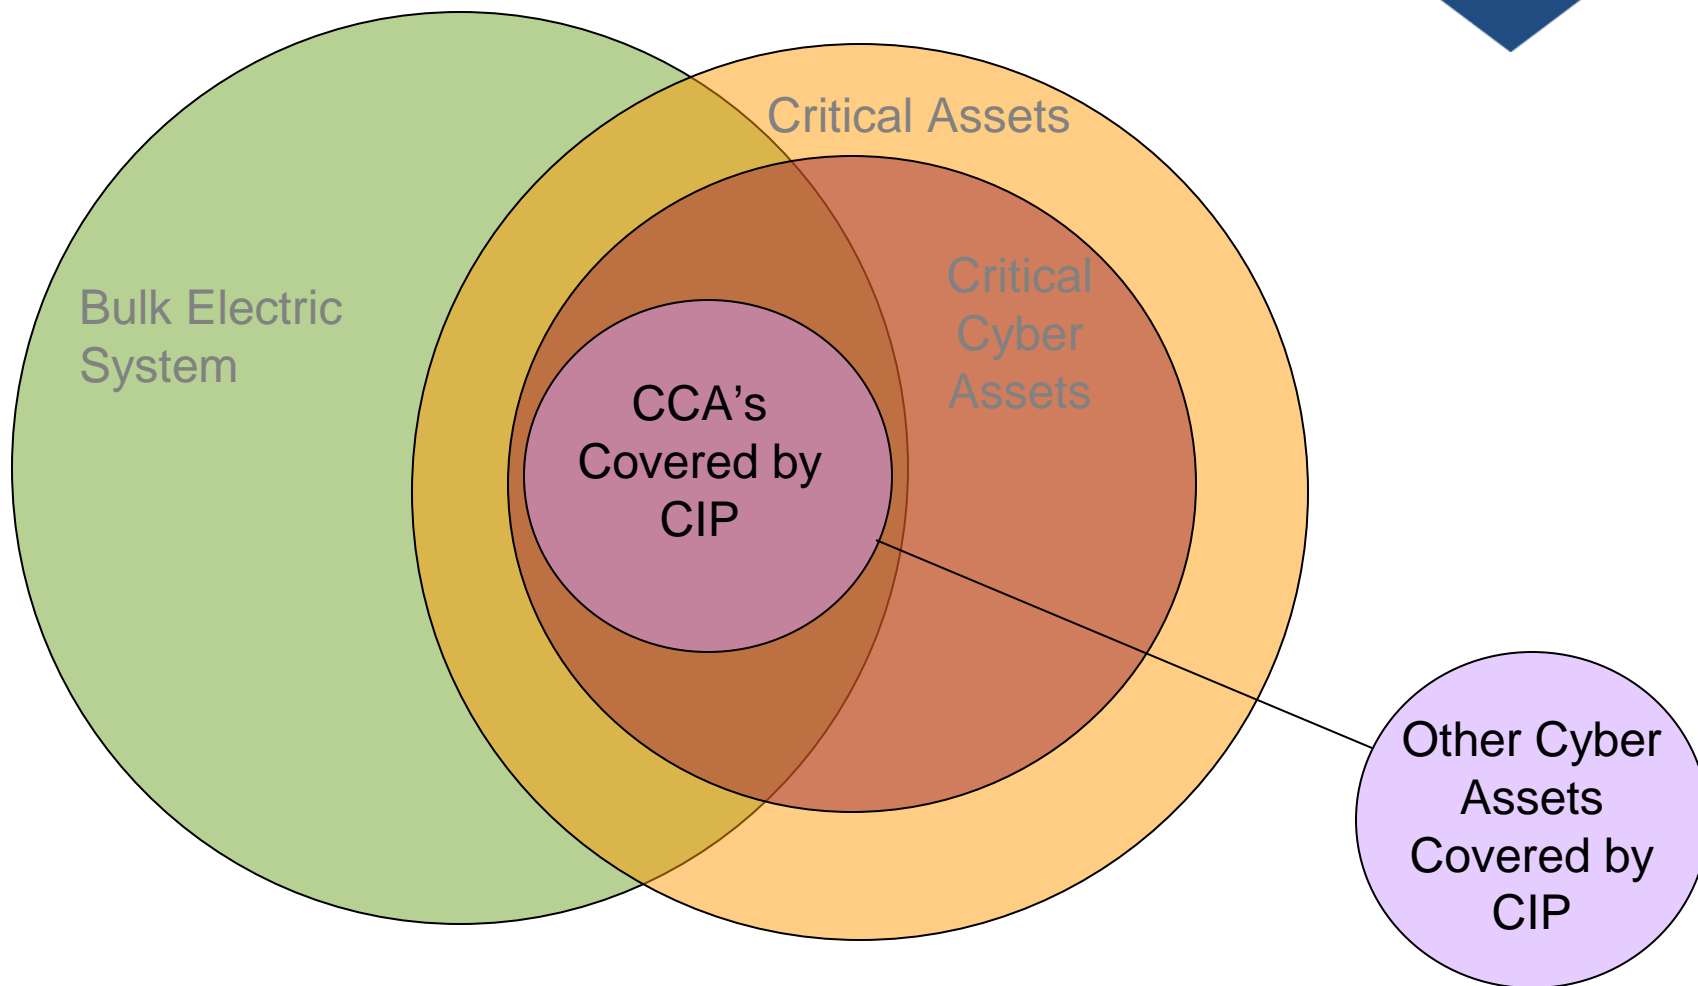 Critical Assets
Bulk Electric
System
Critical
Cyber
Assets
CCA’s
Covered by
CIP
Other Cyber
Assets
Covered by
CIP